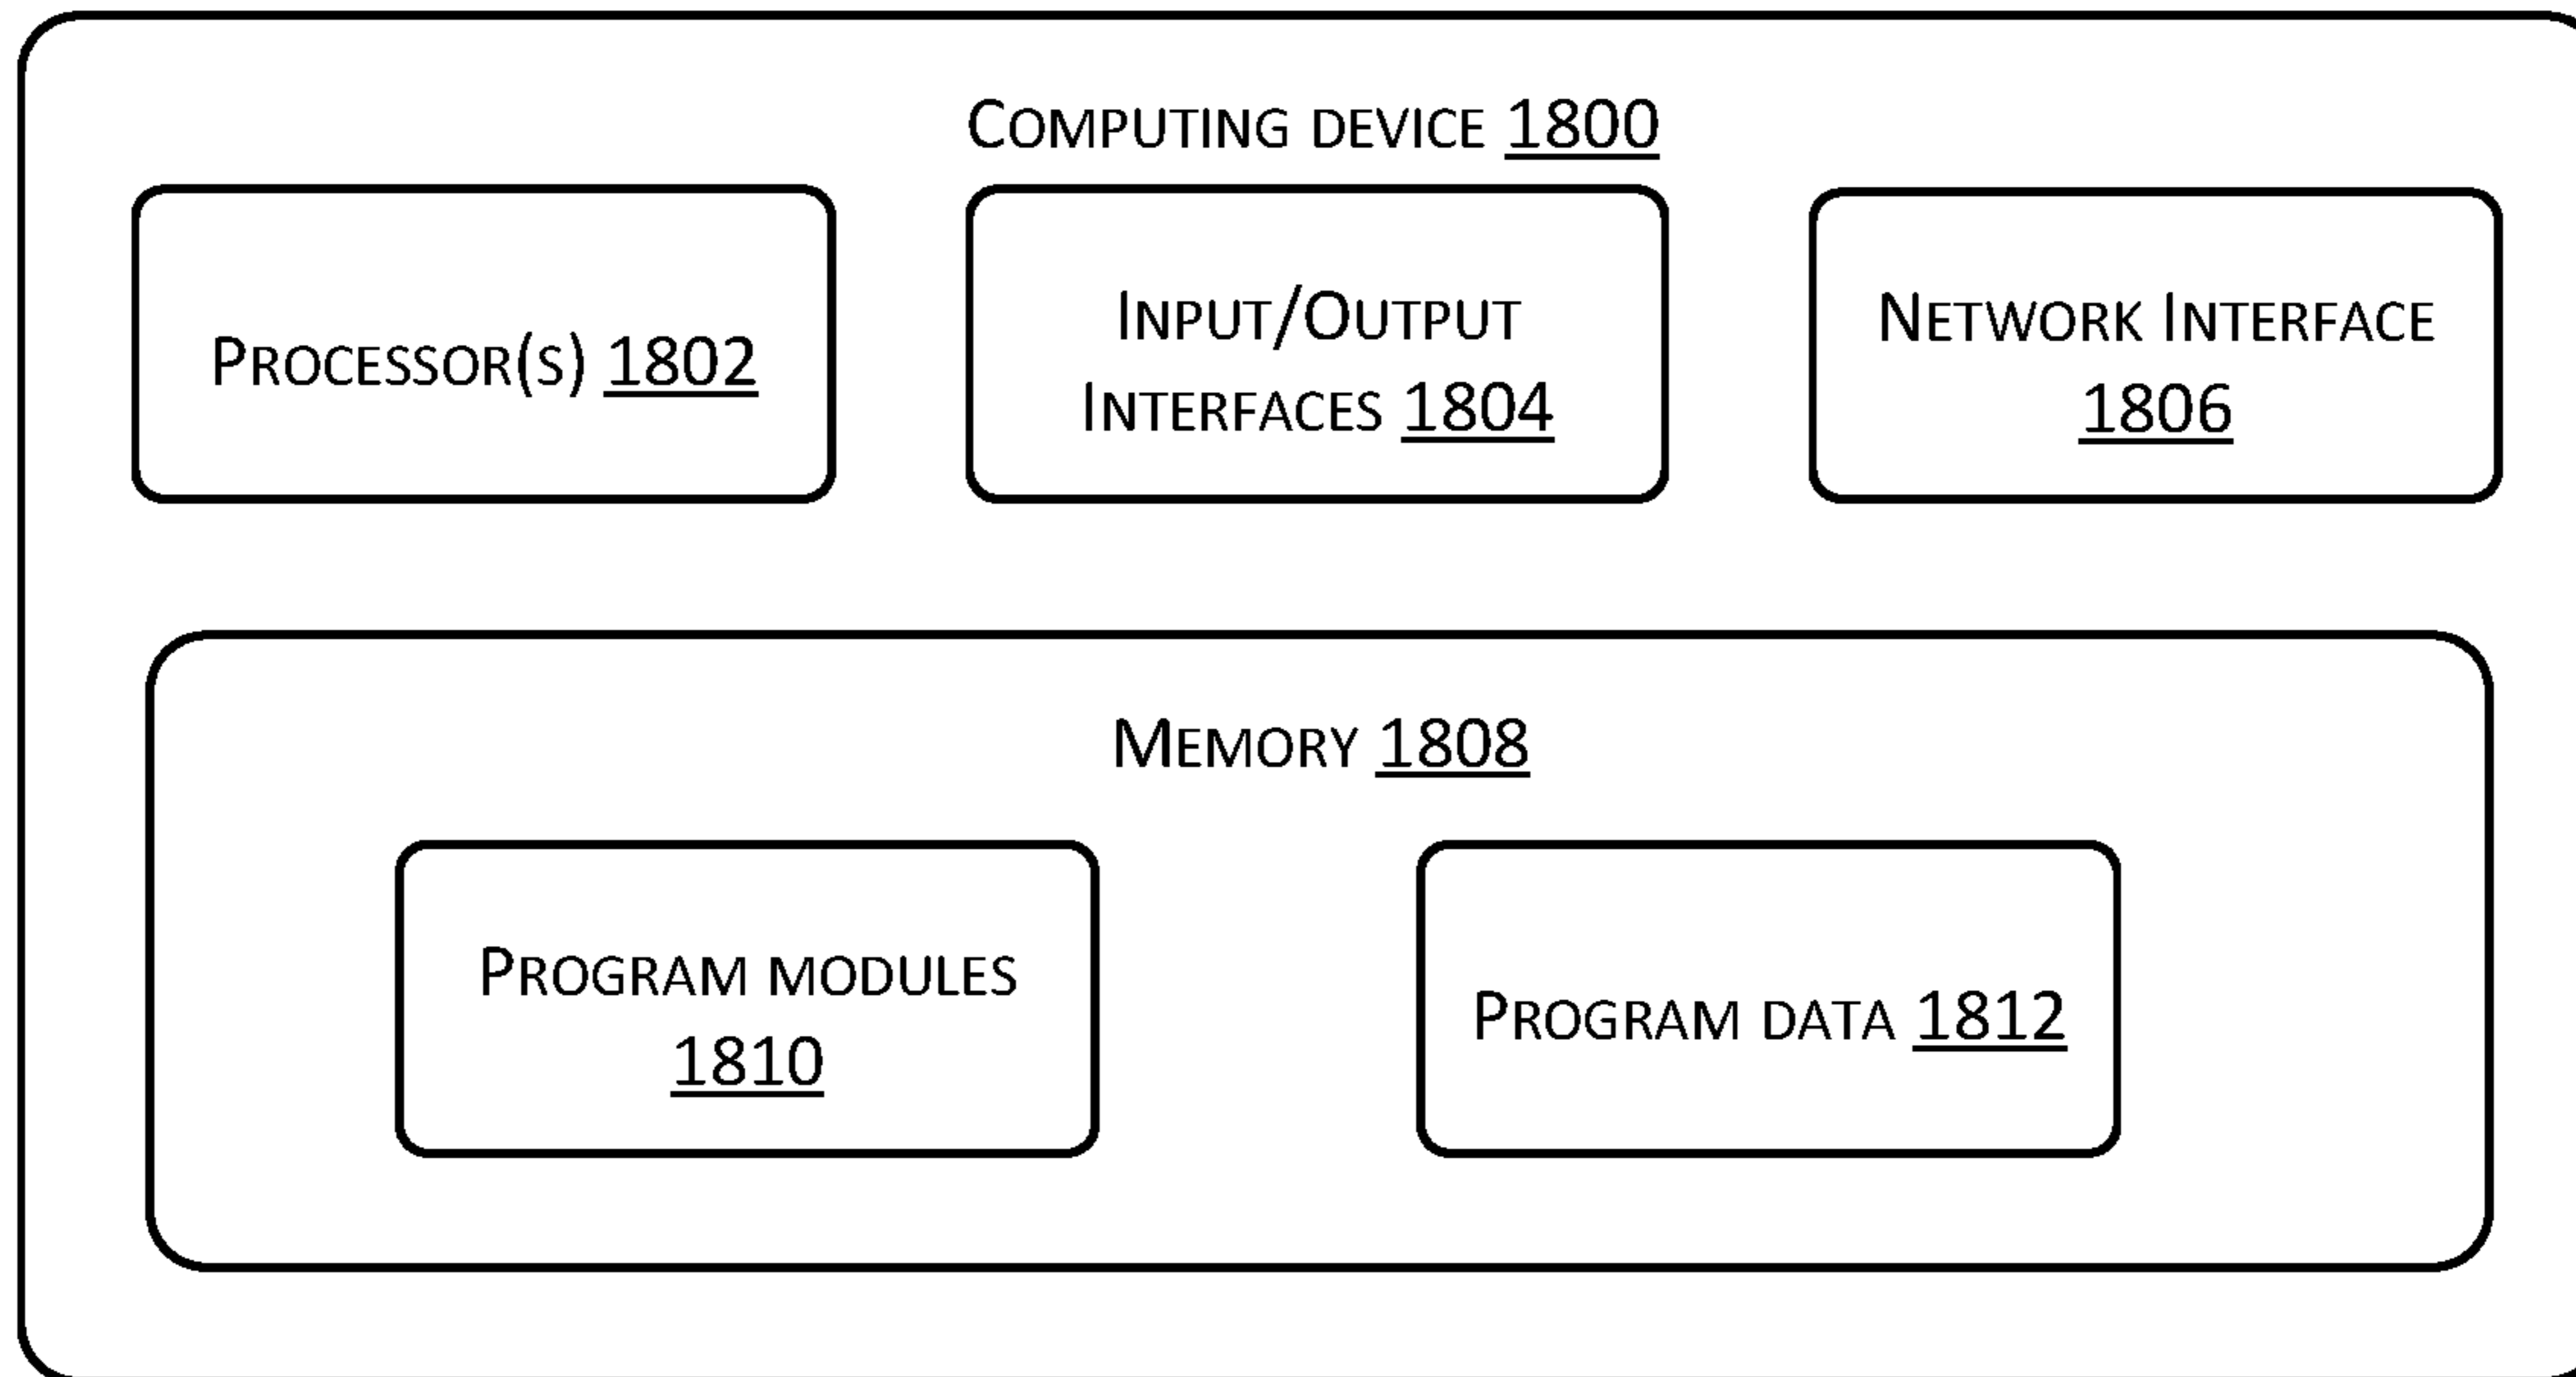 Computing device 1800
Processor(s) 1802
Input/Output
Interfaces 1804
Network Interface
1806
Memory 1808
Program modules
1810
Program data 1812